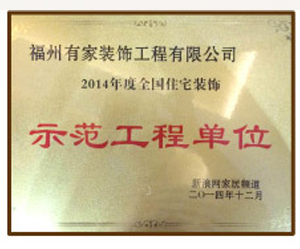 福州有家装饰工程有限公司
2014年度全国住宅装饰
示范工程单位
新浪网家居频道
二〇一四年十二月